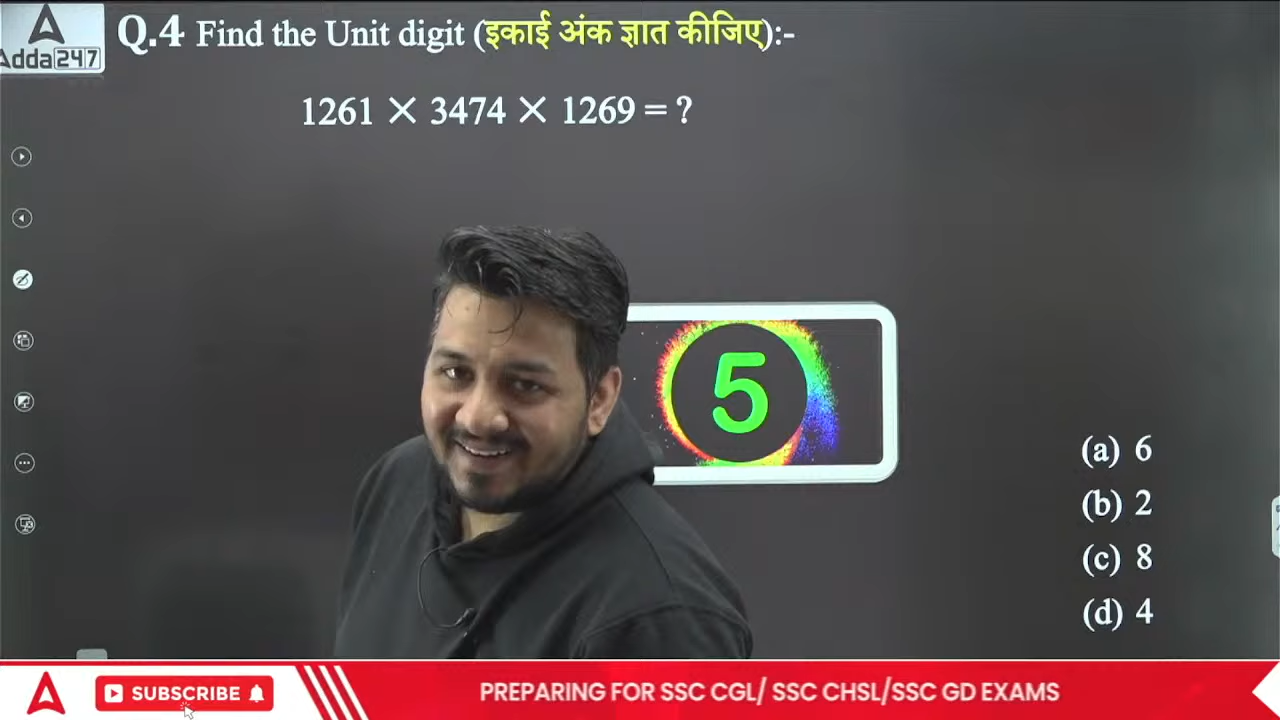 Q.4 Find the Unit digit (इकाई अंक ज्ञात कीजिए):-
Adda247
1261 × 3474 × 1269 = ?
5
(a) 6
(b) 2
(c) 8
(d) 4
SUBSCRIBE
PREPARING FOR SSC CGL/ SSC CHSL/SSC GD EXAMS